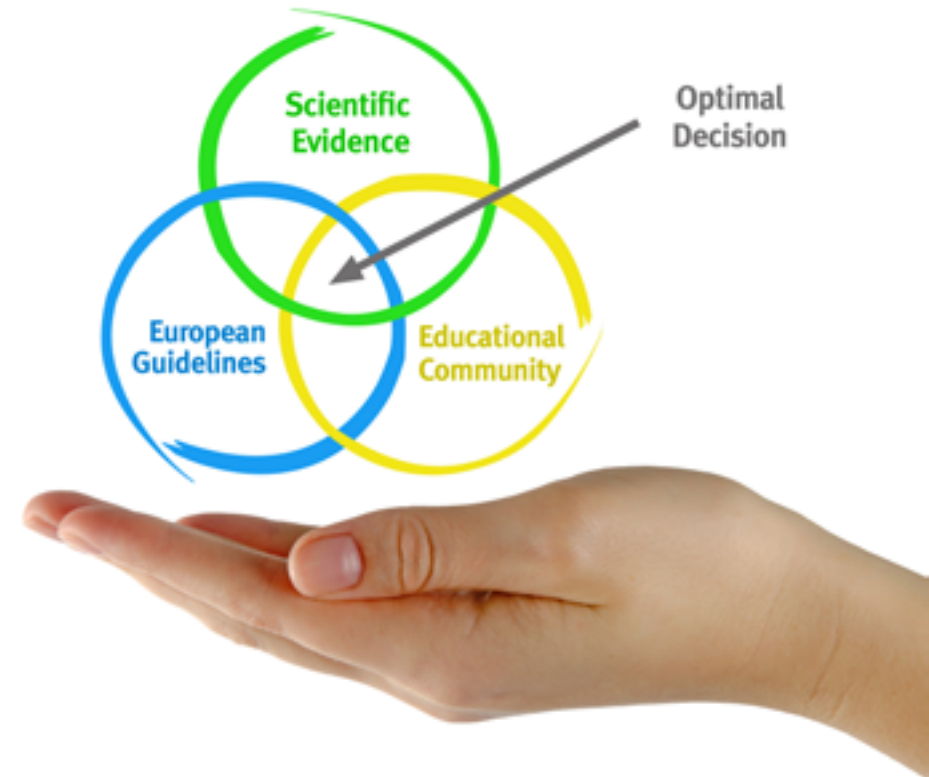 Scientific
Evidence
Optimal
Decision
European
Guidelines
Educational
Community